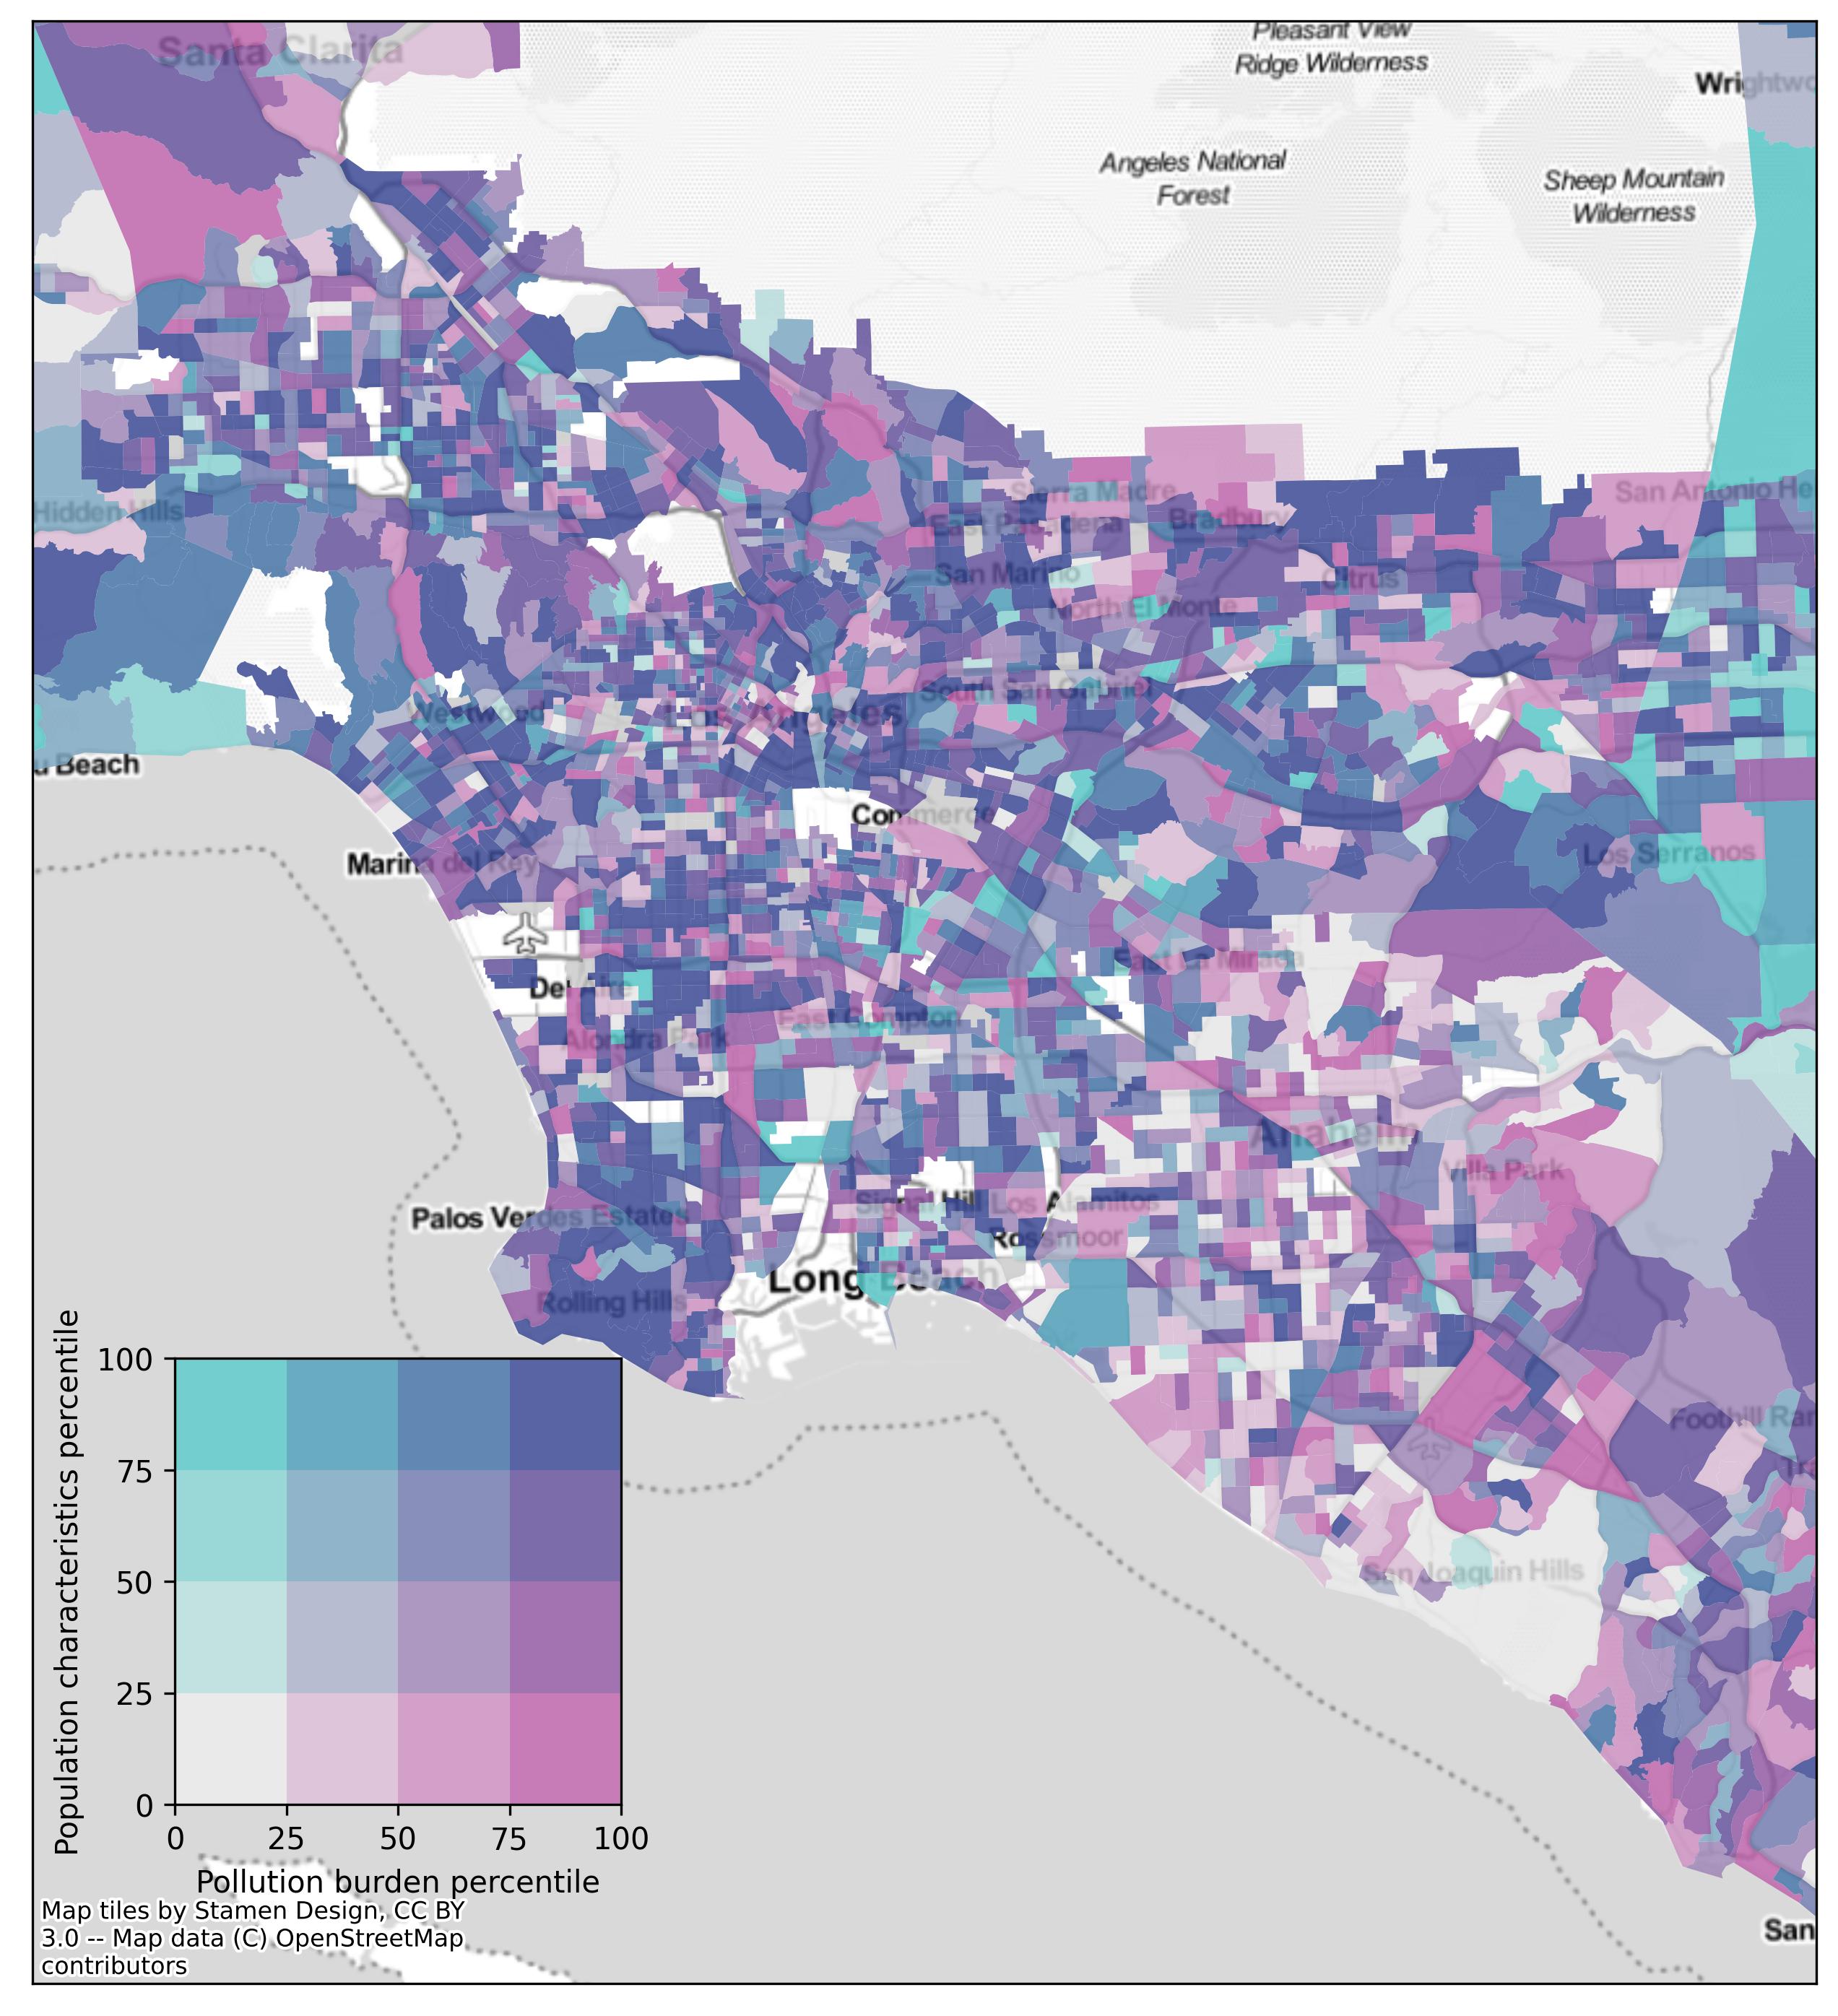 Pleasant View
Ridge Wilderness
Santa Clarita
Wrightwo
Angeles National
Forest
Sheep Mountain
Wilderness
Hidden Hills
Sierra Madre
San Antonio He
East Pasadena
Bradbury
San Marino
Citrus
North El Monte
South San Gabriel
Westwood
Los Angeles
u Beach
Commerce
Marina del Rey
Los Serranos
East La Mirada
Del Aire
East Compton
Alondra Park
Anaheim
Villa Park
Signal Hill
Los Alamitos
Palos Verdes Estates
Rossmoor
Long Beach
Rolling Hills
Foothill Ran
Tra
San Joaquin Hills
San
Population characteristics percentile
100
75
50
25
0
0 25 50 75 100
Pollution burden percentile
Map tiles by Stamen Design, CC BY
3.0 -- Map data (C) OpenStreetMap
contributors